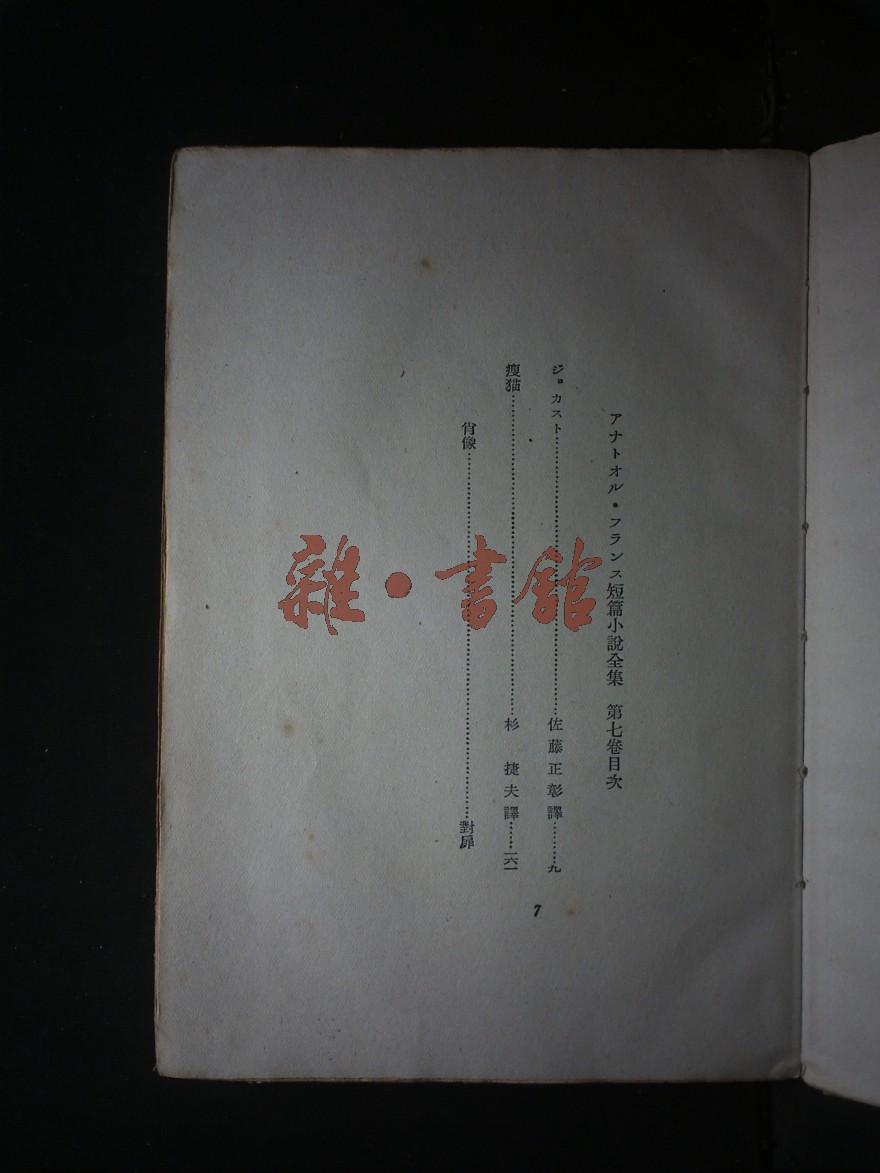 アナトオル・フランス短篇小說全集 第七卷目次
ジョカスト……佐藤正彰譯……九
瘦猫……杉 捷夫譯……一六一
肖像……對扉
7
雜・書館